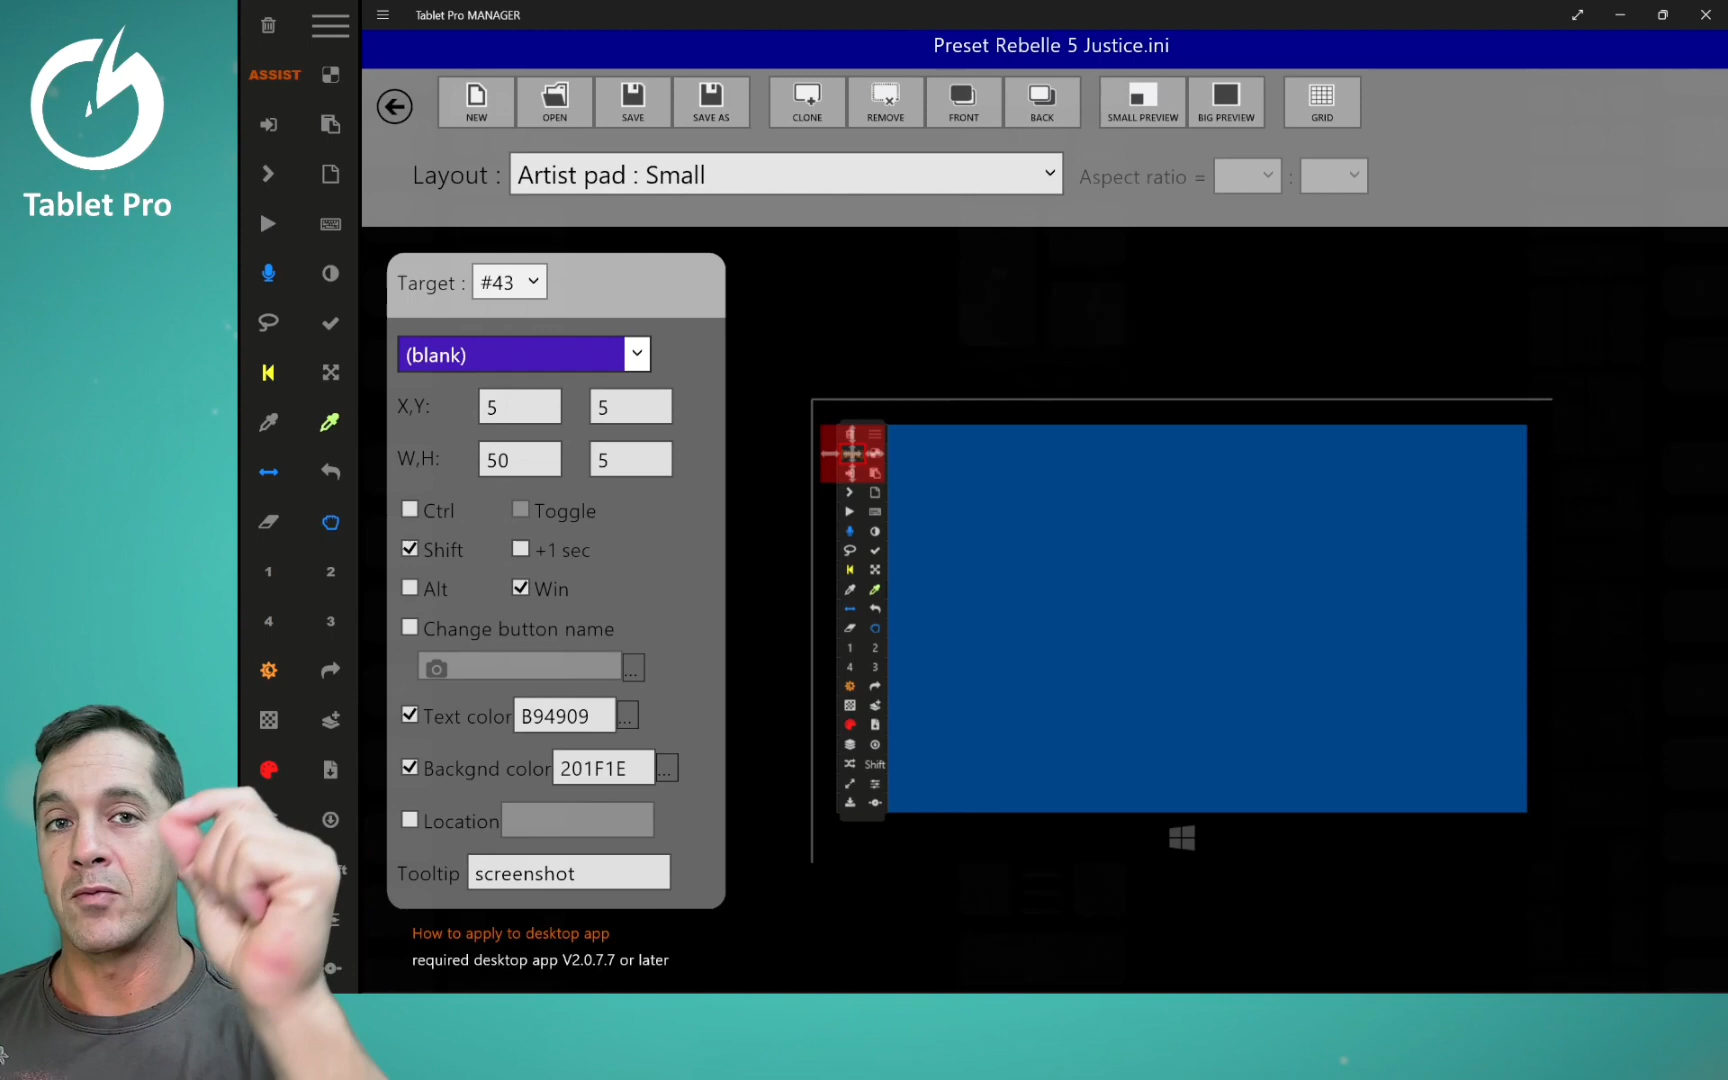 Tablet Pro MANAGER
Preset Rebelle 5 Justice.ini
NEW
OPEN
SAVE
SAVE AS
CLONE
REMOVE
FRONT
BACK
SMALL PREVIEW
BIG PREVIEW
GRID
Layout : Artist pad : Small
Aspect ratio = :
Tablet Pro
ASSIST
1 2
4 3
Target : #43
(blank)
X,Y: 5 5
W,H: 50 5
Ctrl Toggle
Shift +1 sec
Alt Win
Change button name
...
Text color B94909 ...
Backgnd color 201F1E ...
Location
Tooltip screenshot
How to apply to desktop app
required desktop app V2.0.7.7 or later
1 2
4 3
Shift